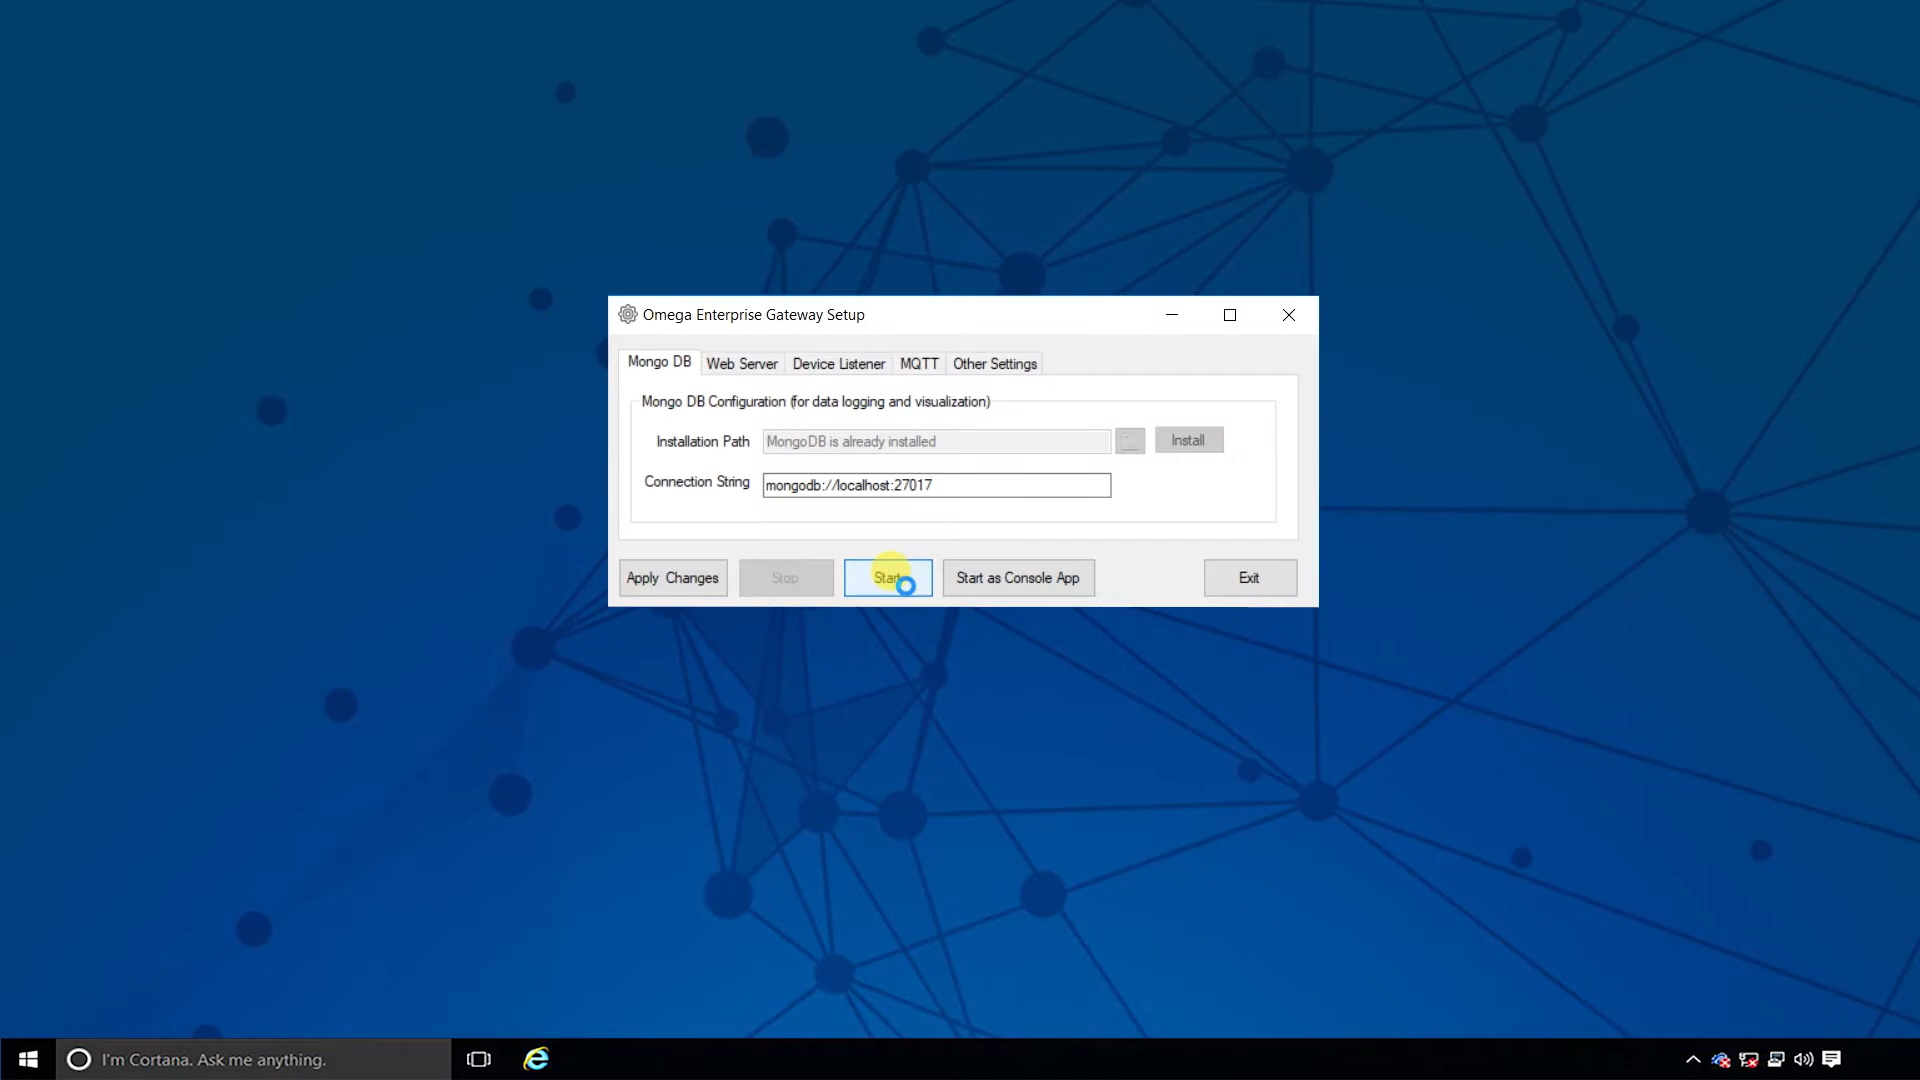 Omega Enterprise Gateway Setup
Mongo DB
Web Server
Device Listener
MQTT
Other Settings
Mongo DB Configuration (for data logging and visualization)
Installation Path
MongoDB is already installed
Install
Connection String
mongodb://localhost:27017
Apply Changes
Stop
Start
Start as Console App
Exit
I'm Cortana. Ask me anything.